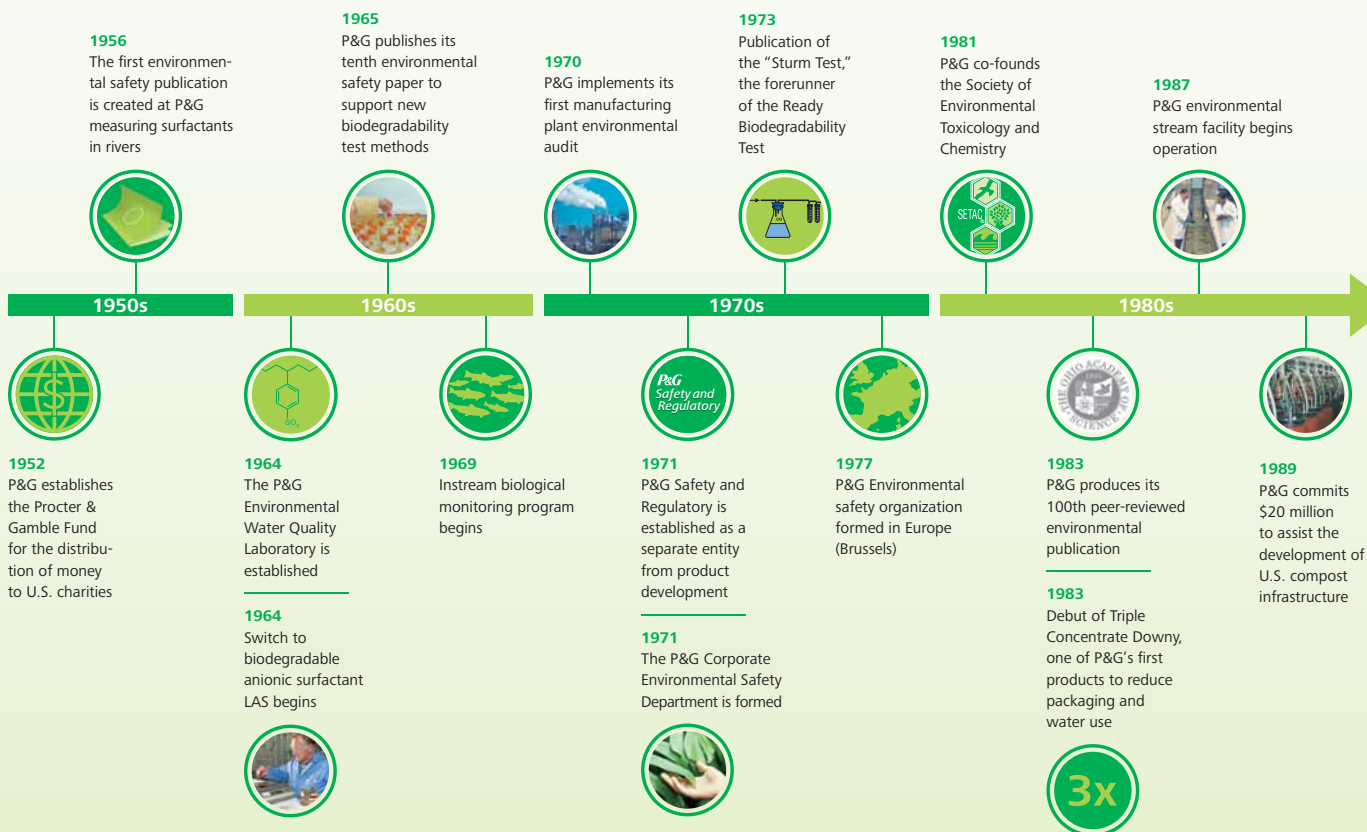 1956
The first environmen-
tal safety publication
is created at P&G
measuring surfactants
in rivers
1965
P&G publishes its
tenth environmental
safety paper to
support new
biodegradability
test methods
1970
P&G implements its
first manufacturing
plant environmental
audit
1973
Publication of
the “Sturm Test,”
the forerunner
of the Ready
Biodegradability
Test
1981
P&G co-founds
the Society of
Environmental
Toxicology and
Chemistry
1987
P&G environmental
stream facility begins
operation
CO
SETAC
1950s
1960s
1970s
1980s
$
SO3
P&G
Safety and
Regulatory
THE OHIO ACADEMY OF SCIENCE
1952
P&G establishes
the Procter &
Gamble Fund
for the distribu-
tion of money
to U.S. charities
1964
The P&G
Environmental
Water Quality
Laboratory is
established
1964
Switch to
biodegradable
anionic surfactant
LAS begins
1969
Instream biological
monitoring program
begins
1971
P&G Safety and
Regulatory is
established as a
separate entity
from product
development
1971
The P&G Corporate
Environmental Safety
Department is formed
1977
P&G Environmental
safety organization
formed in Europe
(Brussels)
1983
P&G produces its
100th peer-reviewed
environmental
publication
1983
Debut of Triple
Concentrate Downy,
one of P&G’s first
products to reduce
packaging and
water use
3x
1989
P&G commits
$20 million
to assist the
development of
U.S. compost
infrastructure